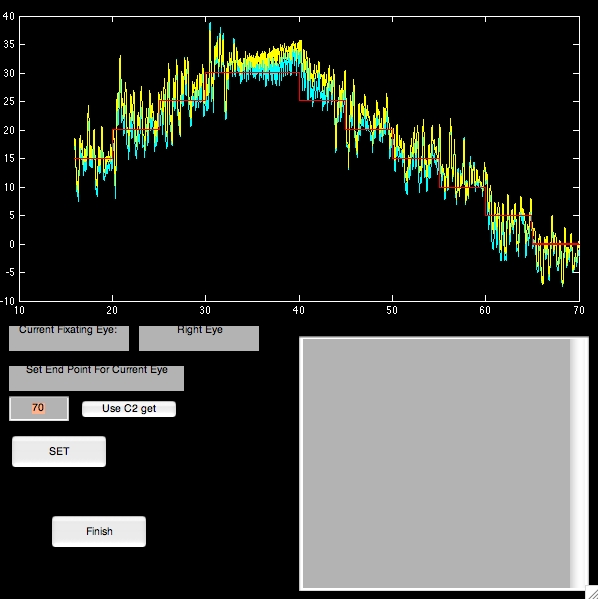 40
35
30
25
20
15
10
5
0
-5
-10
10 20 30 40 50 60 70
Current Fixating Eye: Right Eye
Set End Point For Current Eye
70 Use C2 get
SET
Finish